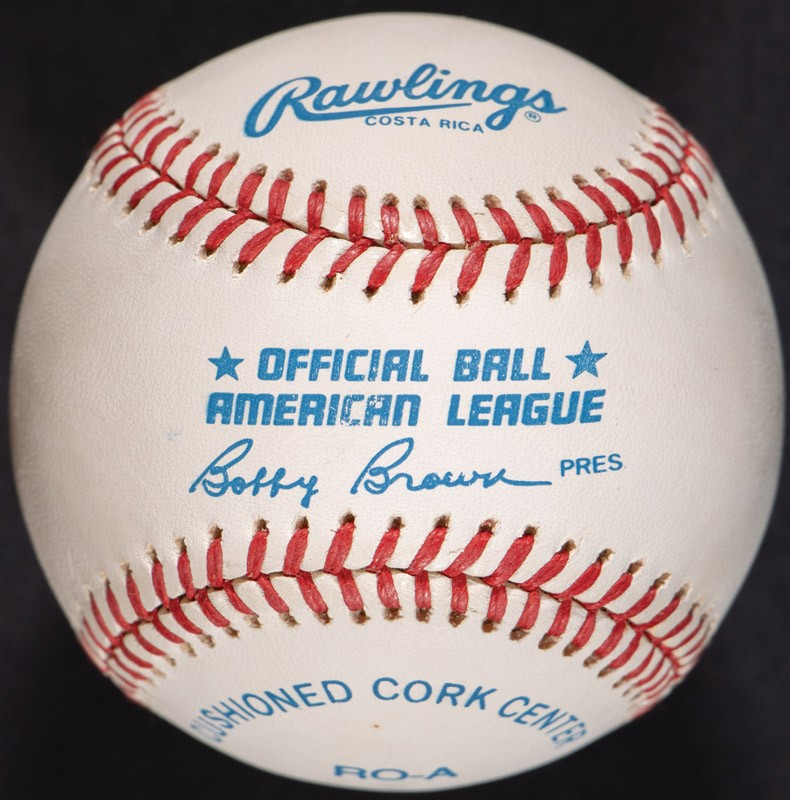 Rawlings®
COSTA RICA
★ OFFICIAL BALL ★
AMERICAN LEAGUE
Bobby Brown PRES.
CUSHIONED CORK CENTER
RO-A